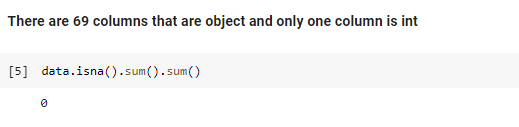 There are 69 columns that are object and only one column is int
[5] data.isna().sum().sum()
0